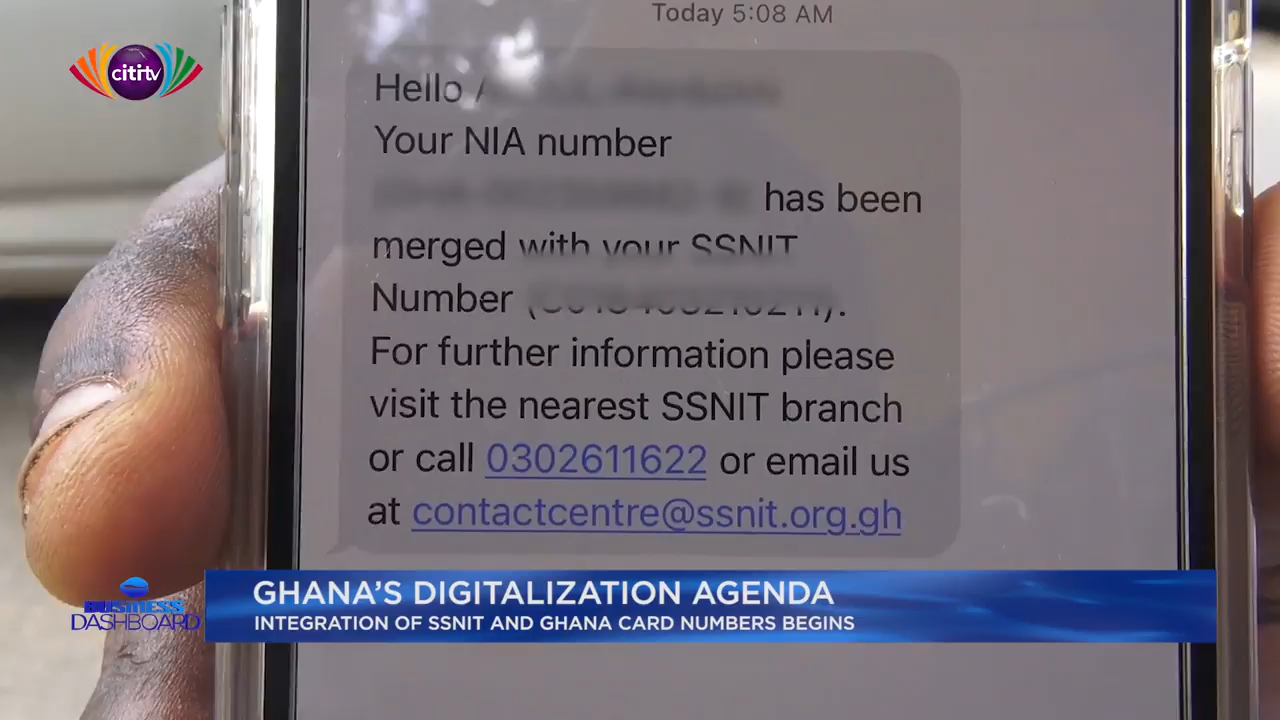 Today 5:08 AM
citi tv
Hello
Your NIA number
has been
merged with your SSNIT
Number
For further information please
visit the nearest SSNIT branch
or call 0302611622 or email us
at contactcentre@ssnit.org.gh
GHANA'S DIGITALIZATION AGENDA
INTEGRATION OF SSNIT AND GHANA CARD NUMBERS BEGINS
BUSINESS
DASHBOARD